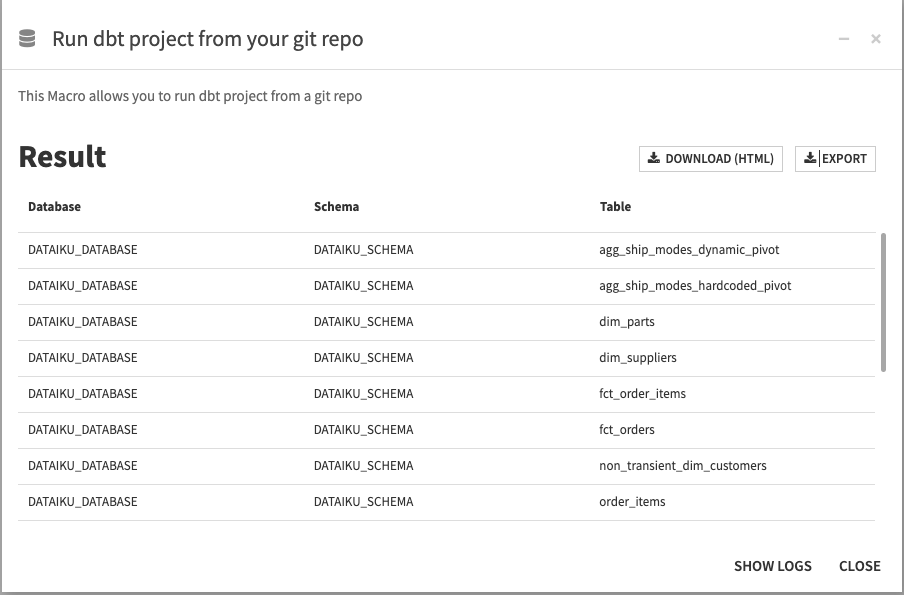 Run dbt project from your git repo
This Macro allows you to run dbt project from a git repo
Result
DOWNLOAD (HTML) EXPORT
Database Schema Table
DATAIKU_DATABASE DATAIKU_SCHEMA agg_ship_modes_dynamic_pivot
DATAIKU_DATABASE DATAIKU_SCHEMA agg_ship_modes_hardcoded_pivot
DATAIKU_DATABASE DATAIKU_SCHEMA dim_parts
DATAIKU_DATABASE DATAIKU_SCHEMA dim_suppliers
DATAIKU_DATABASE DATAIKU_SCHEMA fct_order_items
DATAIKU_DATABASE DATAIKU_SCHEMA fct_orders
DATAIKU_DATABASE DATAIKU_SCHEMA non_transient_dim_customers
DATAIKU_DATABASE DATAIKU_SCHEMA order_items
SHOW LOGS CLOSE